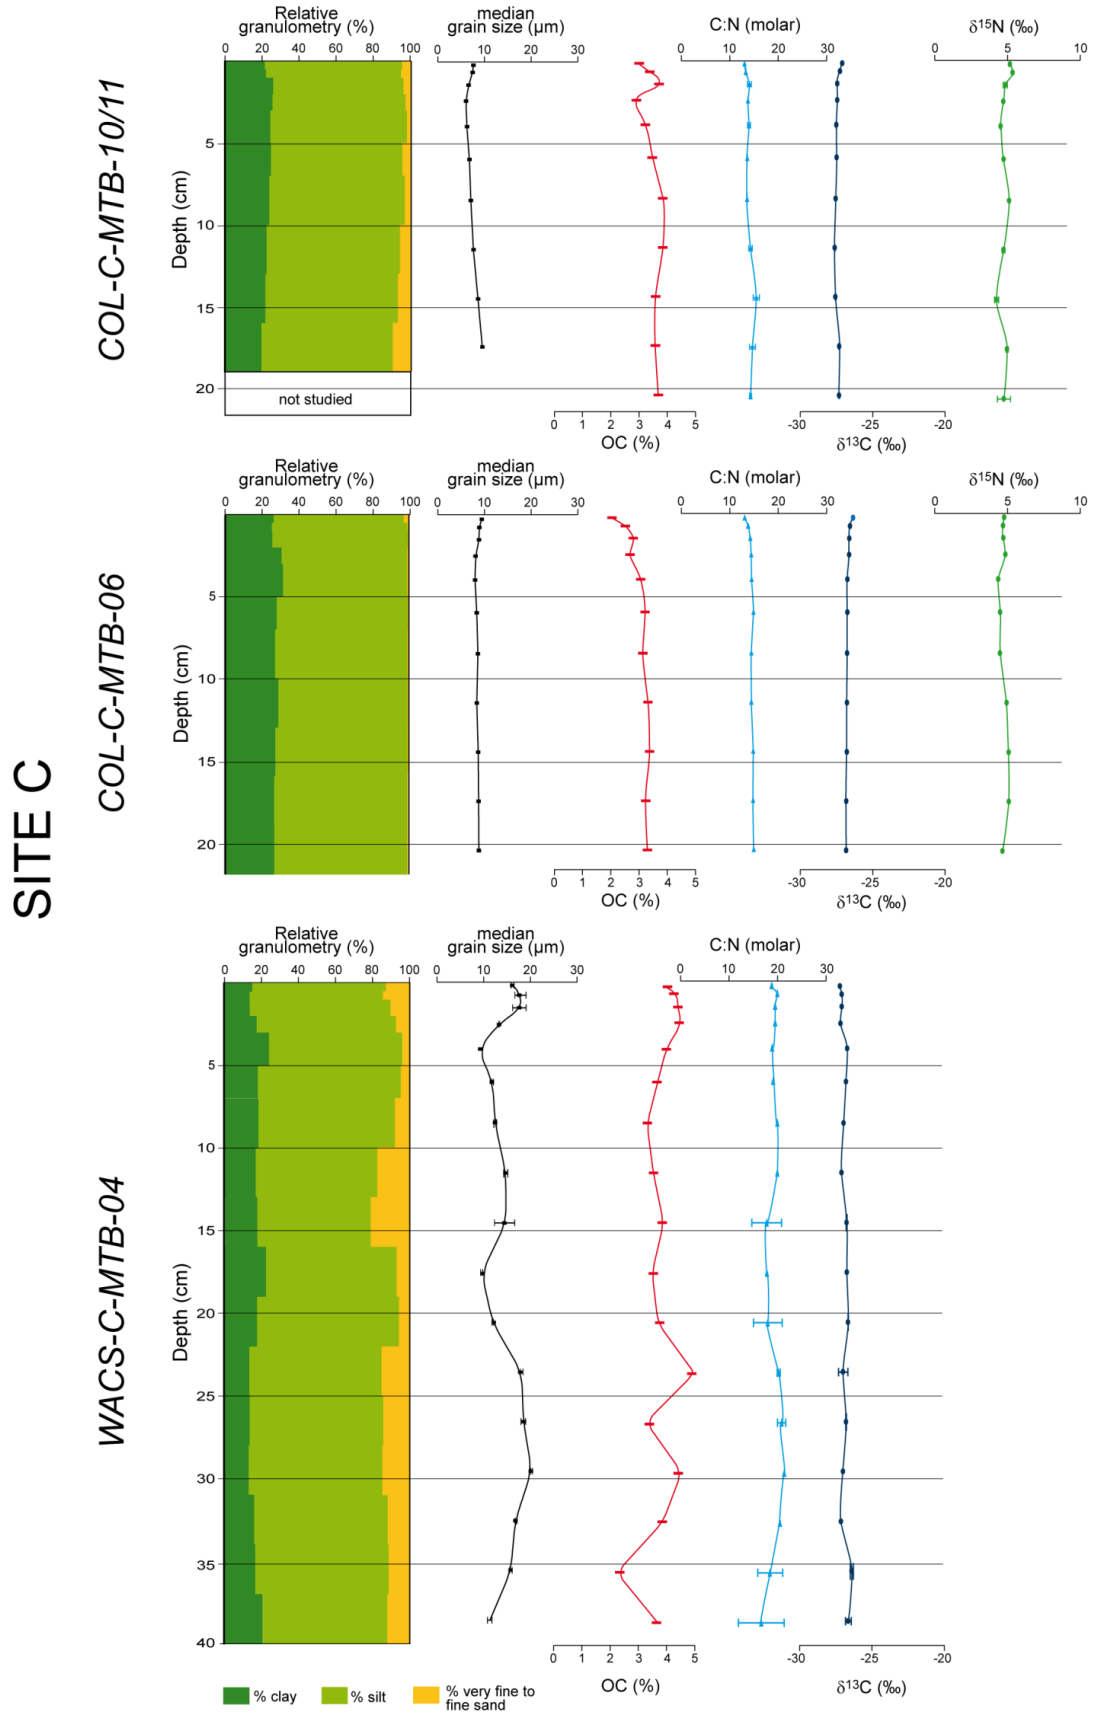 SITE C
COL-C-MTB-10/11
Relative
granulometry (%)
median
grain size (µm)
C:N (molar)
δ¹⁵N (‰)
0 20 40 60 80 100
0 10 20 30
0 10 20 30
0 5 10
Depth (cm)
5
10
15
20
not studied
0 1 2 3 4 5
OC (%)
-30 -25 -20
δ¹³C (‰)
COL-C-MTB-06
Relative
granulometry (%)
median
grain size (µm)
C:N (molar)
δ¹⁵N (‰)
0 20 40 60 80 100
0 10 20 30
0 10 20 30
0 5 10
Depth (cm)
5
10
15
20
0 1 2 3 4 5
OC (%)
-30 -25 -20
δ¹³C (‰)
WACS-C-MTB-04
Relative
granulometry (%)
median
grain size (µm)
C:N (molar)
0 20 40 60 80 100
0 10 20 30
0 10 20 30
Depth (cm)
5
10
15
20
25
30
35
40
0 1 2 3 4 5
OC (%)
-30 -25 -20
δ¹³C (‰)
% clay
% silt
% very fine to
fine sand